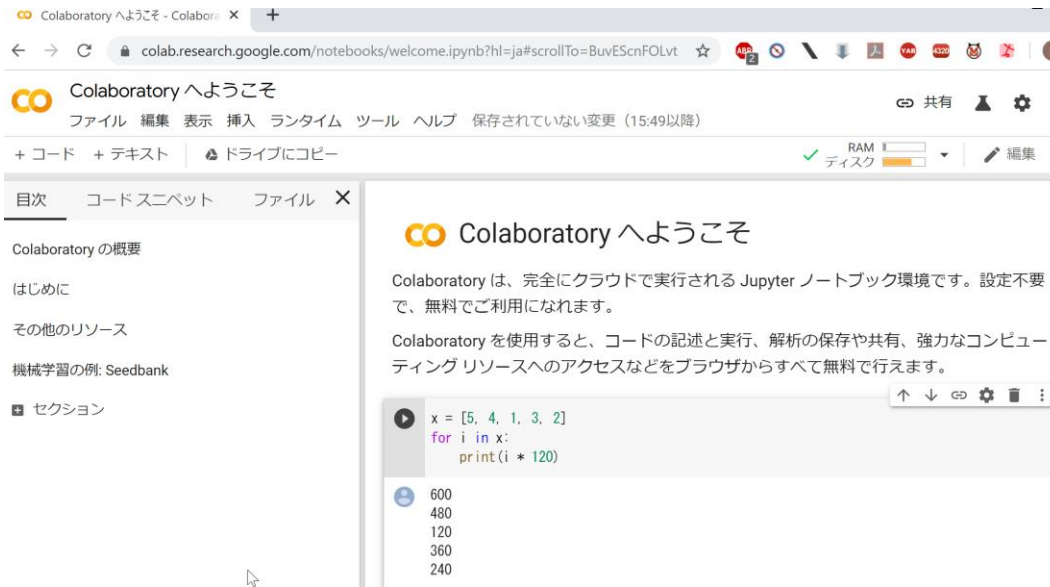 Colaboratory へようこそ - Colabora
colab.research.google.com/notebooks/welcome.ipynb?hl=ja#scrollTo=BuvEScnFOLvt
ABP
2
YAB
4320
Colaboratory へようこそ
共有
ファイル 編集 表示 挿入 ランタイム ツール ヘルプ 保存されていない変更（15:49以降）
+ コード + テキスト ドライブにコピー
RAM
ディスク
編集
目次 コード スニペット ファイル
Colaboratory の概要
はじめに
その他のリソース
機械学習の例: Seedbank
セクション
Colaboratory へようこそ
Colaboratory は、完全にクラウドで実行される Jupyter ノートブック環境です。設定不要
で、無料でご利用になれます。
Colaboratory を使用すると、コードの記述と実行、解析の保存や共有、強力なコンピュー
ティング リソースへのアクセスなどをブラウザからすべて無料で行えます。
x = [5, 4, 1, 3, 2]
for i in x:
    print(i * 120)
600
480
120
360
240